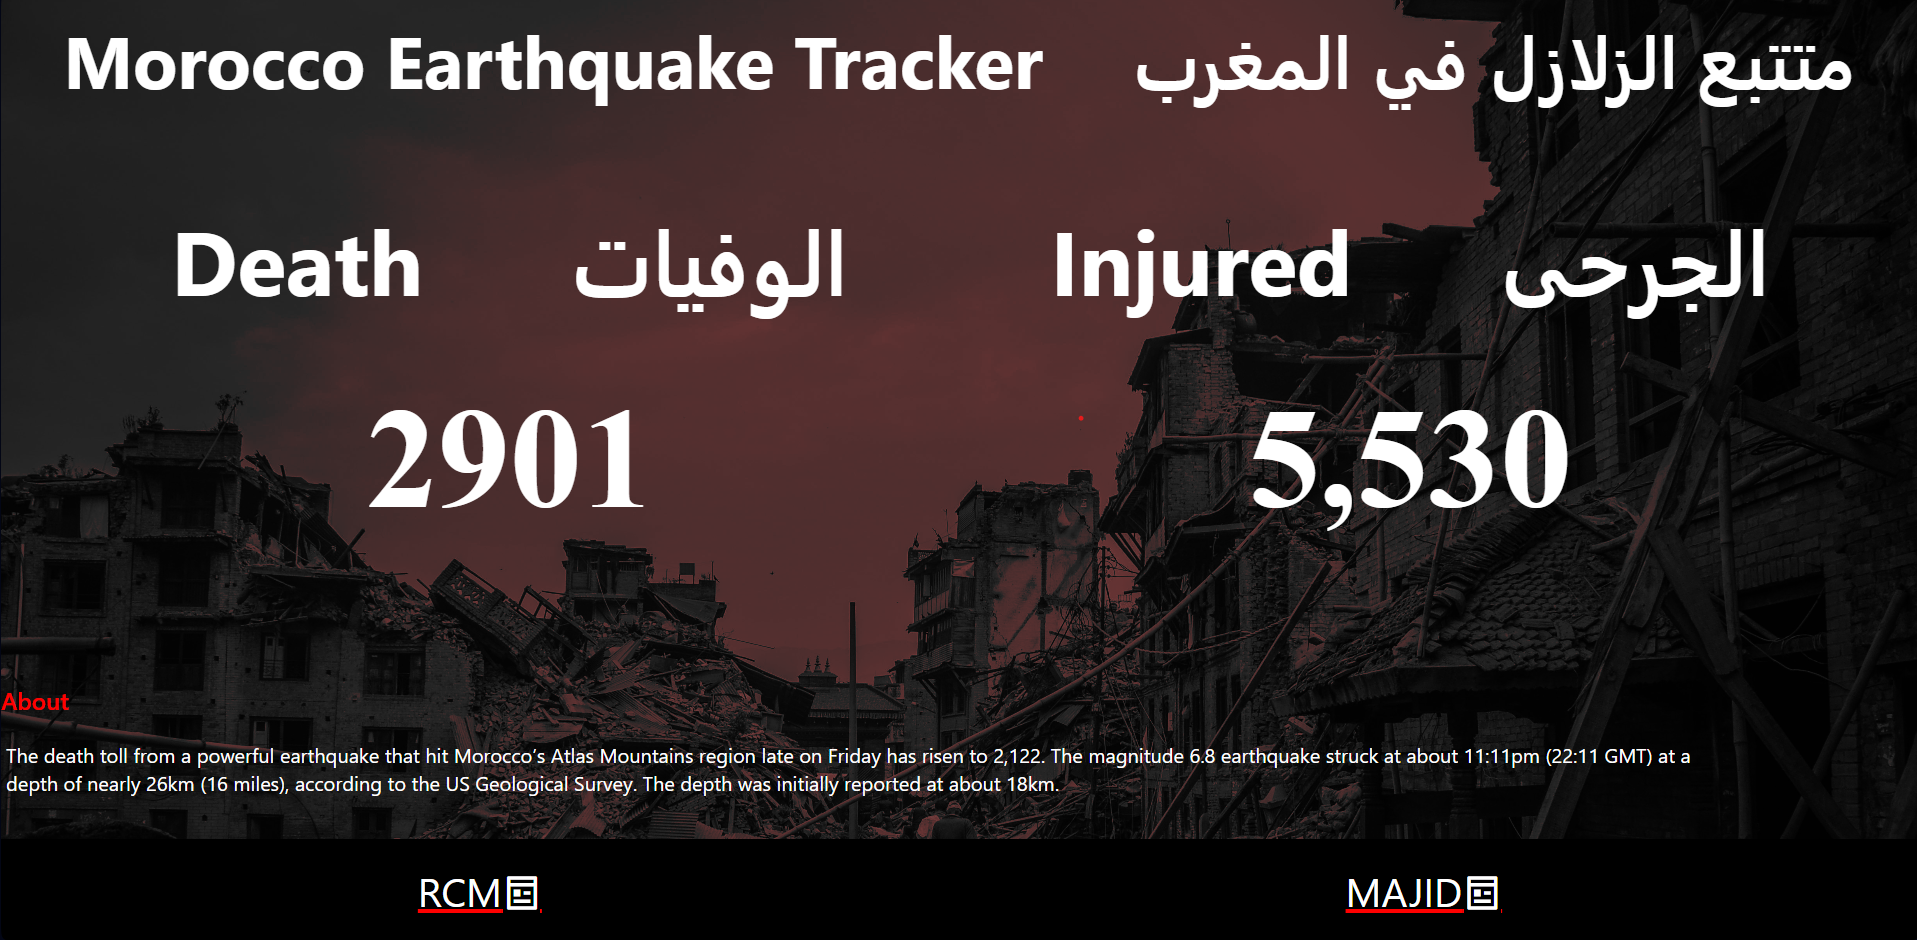 Morocco Earthquake Tracker متتبع الزلازل في المغرب
Death الوفيات Injured الجرحى
2901 5,530
About
The death toll from a powerful earthquake that hit Morocco’s Atlas Mountains region late on Friday has risen to 2,122. The magnitude 6.8 earthquake struck at about 11:11pm (22:11 GMT) at a
depth of nearly 26km (16 miles), according to the US Geological Survey. The depth was initially reported at about 18km.
RCM MAJID